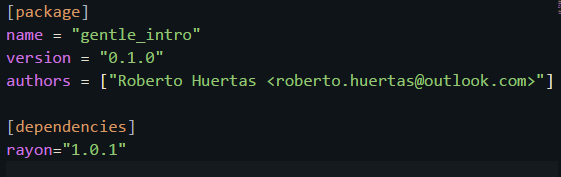 [package]
name = "gentle_intro"
version = "0.1.0"
authors = ["Roberto Huertas <roberto.huertas@outlook.com>"]
[dependencies]
rayon="1.0.1"